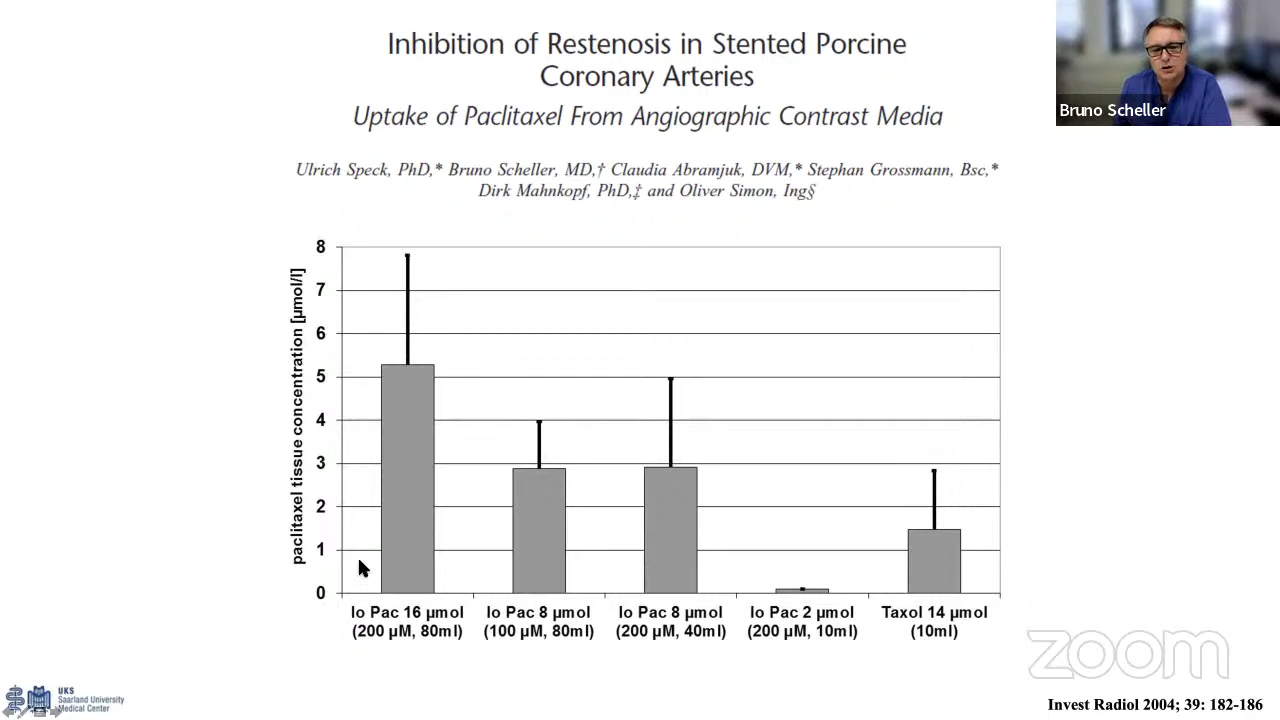 Inhibition of Restenosis in Stented Porcine
Coronary Arteries
Uptake of Paclitaxel From Angiographic Contrast Media
Bruno Scheller
Ulrich Speck, PhD,* Bruno Scheller, MD,† Claudia Abramjuk, DVM,* Stephan Grossmann, Bsc,*
Dirk Mahnkopf, PhD,‡ and Oliver Simon, Ing§
paclitaxel tissue concentration [µmol/l]
8
7
6
5
4
3
2
1
0
Io Pac 16 µmol
(200 µM, 80ml)
Io Pac 8 µmol
(100 µM, 80ml)
Io Pac 8 µmol
(200 µM, 40ml)
Io Pac 2 µmol
(200 µM, 10ml)
Taxol 14 µmol
(10ml)
zoom
UKS
Saarland University
Medical Center
Invest Radiol 2004; 39: 182-186